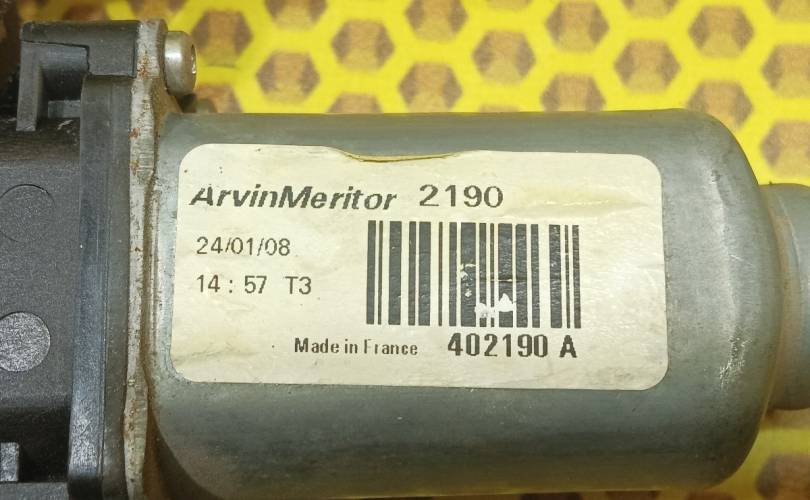 ArvinMeritor 2190
24/01/08
14 : 57 T3
Made in France 402190 A